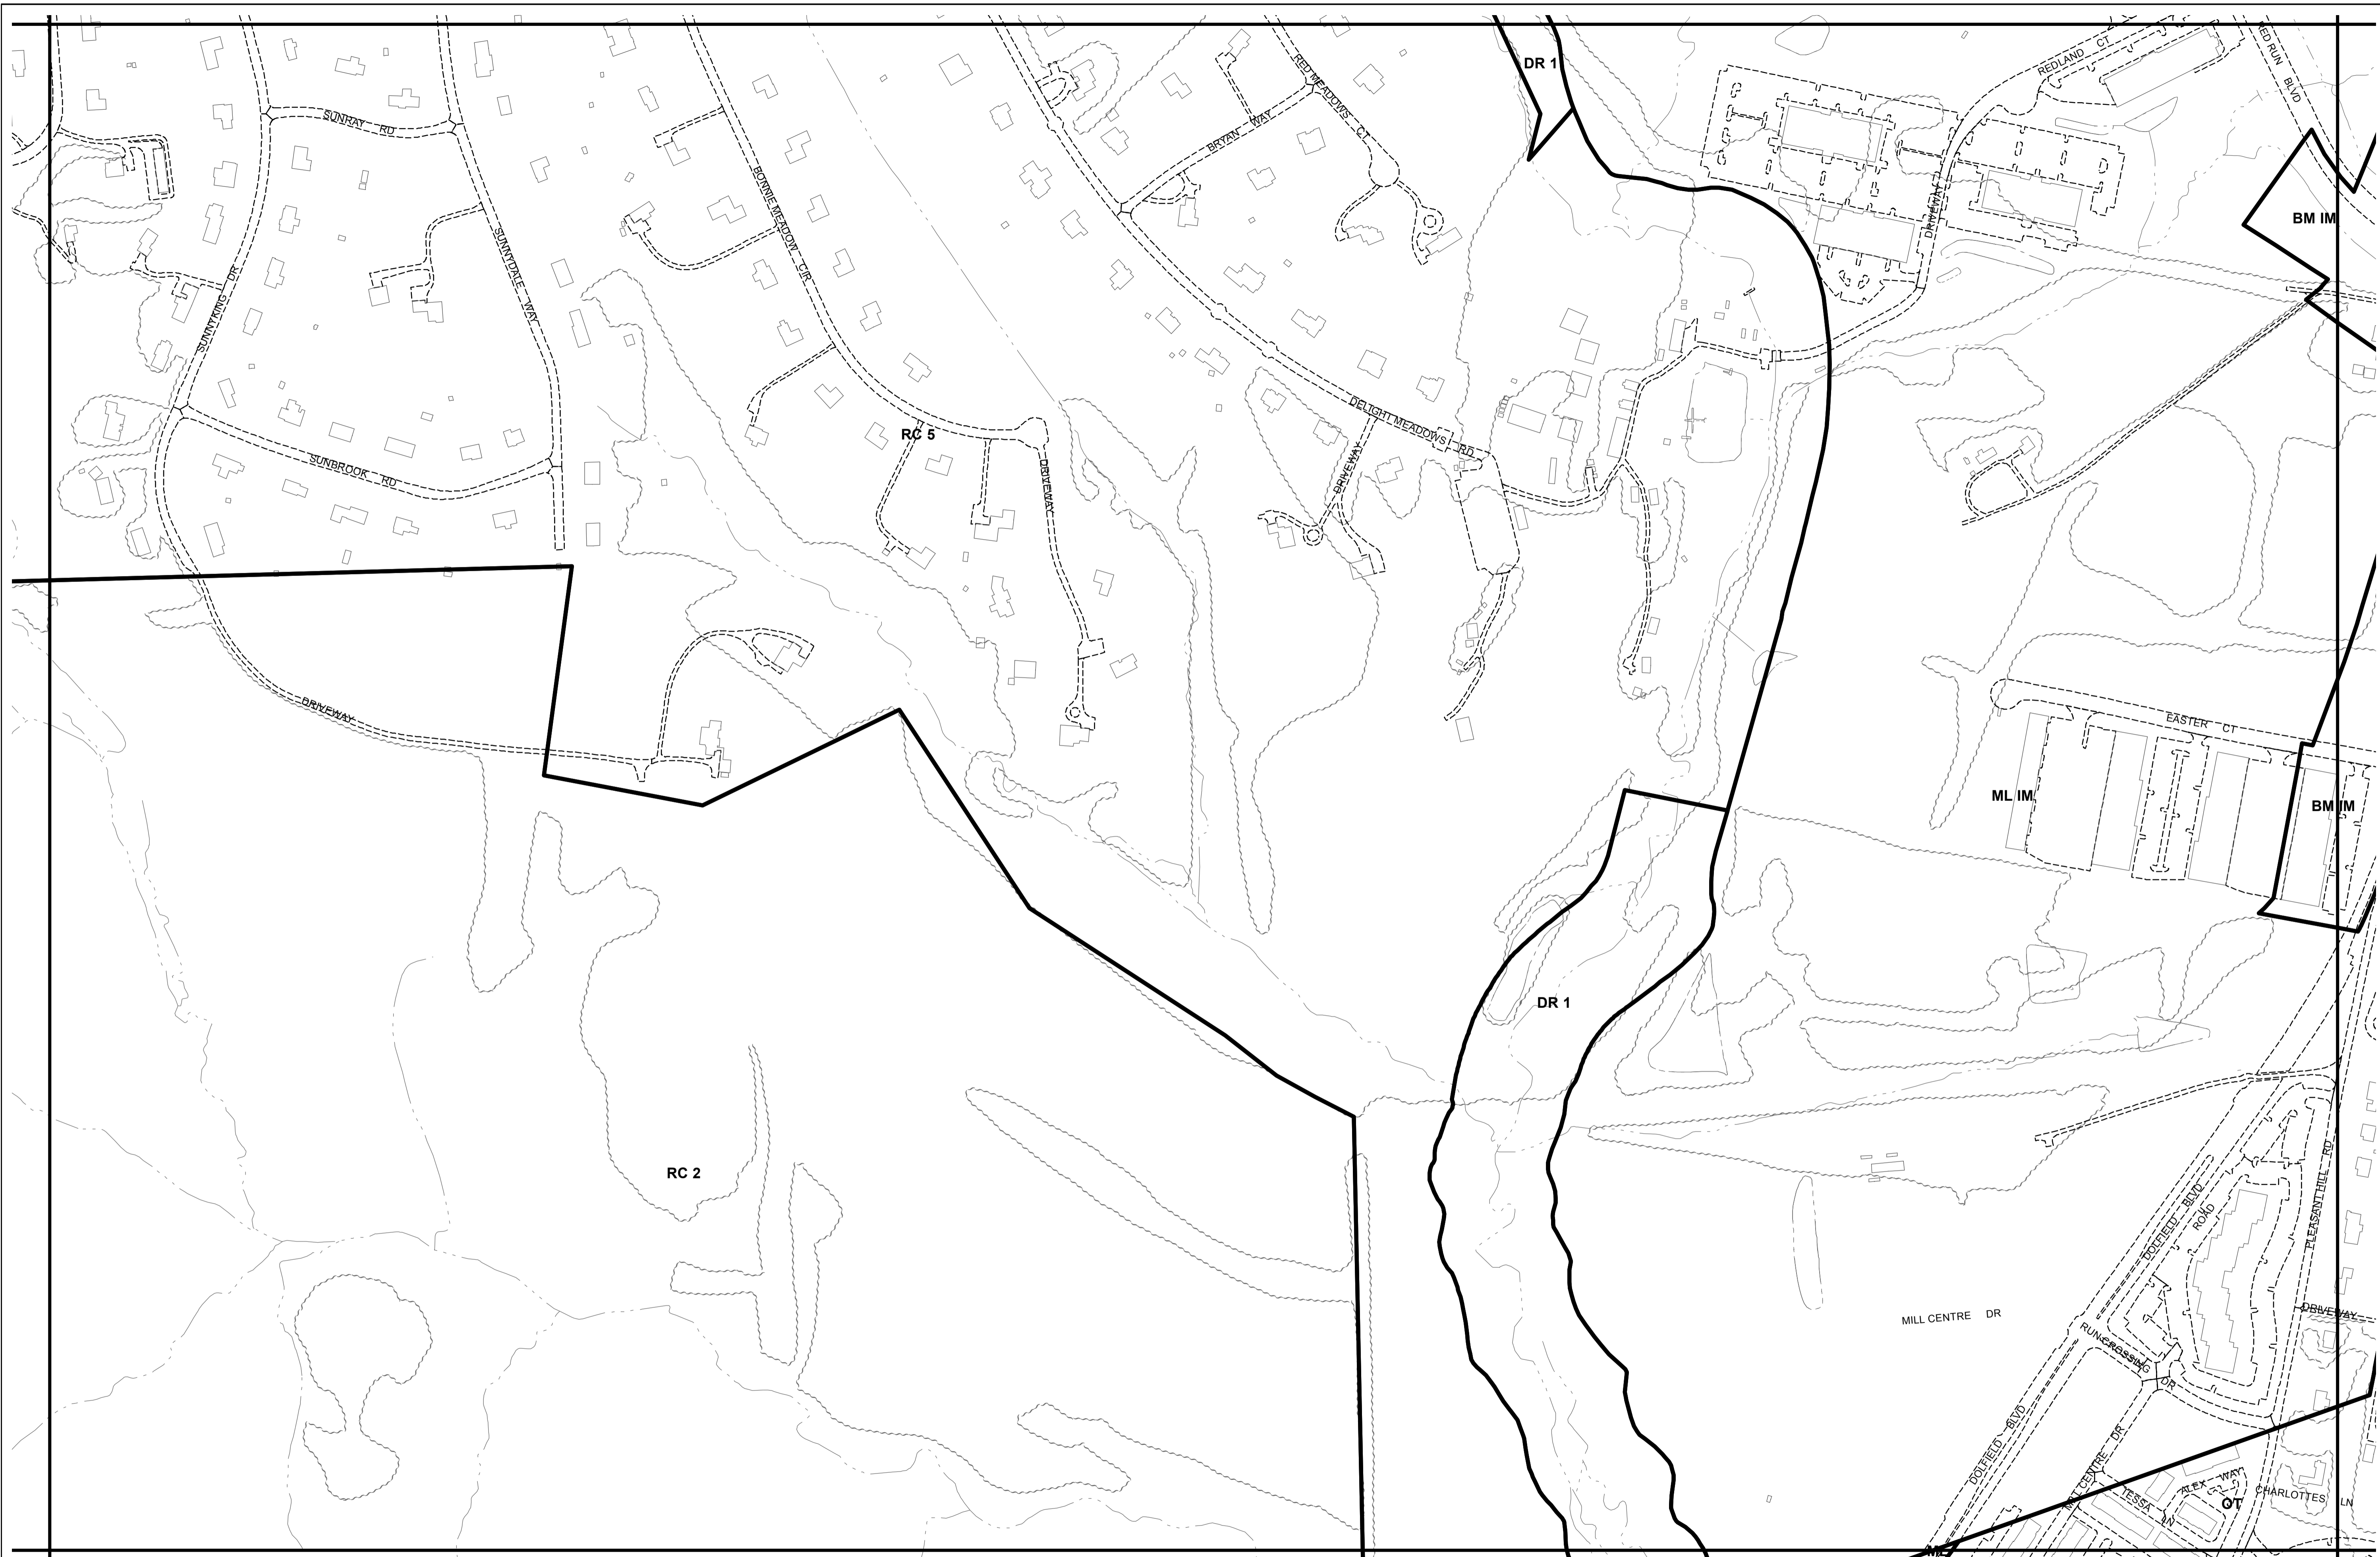 DR 1
REDLAND CT
RED RUN BLVD
RED MEADOWS CT
SUNRAY RD
BRYAN WAY
BONNIE MEADOW CIR
DRIVEWAY
BM IM
SUNNYDALE WAY
SUNNYKING DR
DELIGHT MEADOWS RD
RC 5
SUNBROOK RD
DRIVEWAY
DRIVEWAY
DRIVEWAY
EASTER CT
ML IM
BM IM
DR 1
RC 2
PLEASANT HILL RD
DOLFIELD BLVD
ROAD
MILL CENTRE DR
DRIVEWAY
RUN CROSSING DR
DOLFIELD BLVD
MILL CENTRE DR
ALEX WAY
TESSA LN
OT
CHARLOTTES LN